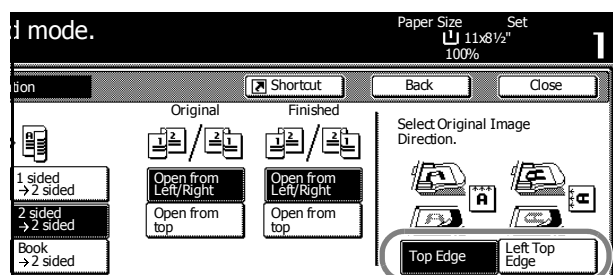 d mode.
Paper Size Set
11x8½"
100%
1
tion
Shortcut
Back
Close
Original
Finished
Select Original Image
Direction.
1 sided
→2 sided
2 sided
→2 sided
Book
→2 sided
Open from
Left/Right
Open from
top
Open from
Left/Right
Open from
top
Top Edge
Left Top
Edge